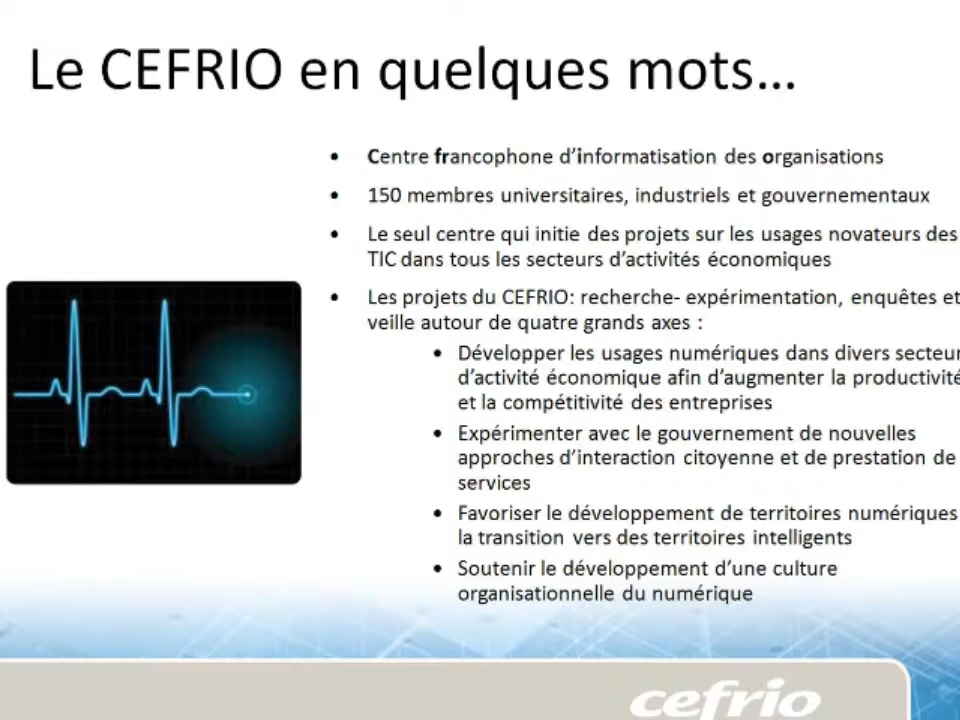 Le CEFRIO en quelques mots...
• Centre francophone d'informatisation des organisations
• 150 membres universitaires, industriels et gouvernementaux
• Le seul centre qui initie des projets sur les usages novateurs des
TIC dans tous les secteurs d'activités économiques
• Les projets du CEFRIO: recherche- expérimentation, enquêtes et
veille autour de quatre grands axes :
• Développer les usages numériques dans divers secteur
d'activité économique afin d'augmenter la productivité
et la compétitivité des entreprises
• Expérimenter avec le gouvernement de nouvelles
approches d'interaction citoyenne et de prestation de
services
• Favoriser le développement de territoires numériques
la transition vers des territoires intelligents
• Soutenir le développement d'une culture
organisationnelle du numérique
cefrio